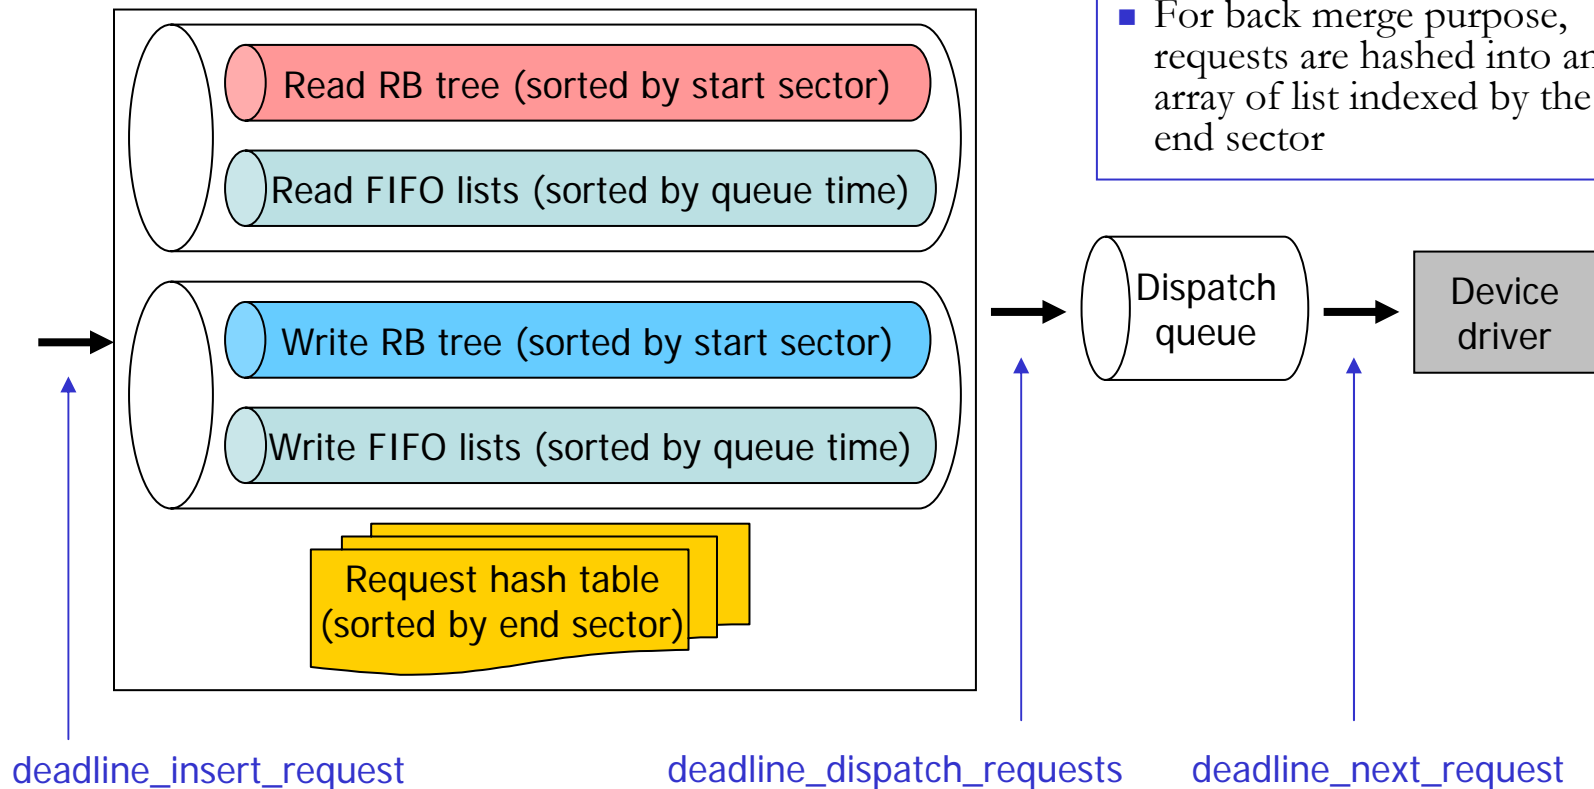 For back merge purpose,
requests are hashed into an
array of list indexed by the
end sector
Read RB tree (sorted by start sector)
Read FIFO lists (sorted by queue time)
Write RB tree (sorted by start sector)
Write FIFO lists (sorted by queue time)
Request hash table
(sorted by end sector)
Dispatch
queue
Device
driver
deadline_insert_request
deadline_dispatch_requests
deadline_next_request